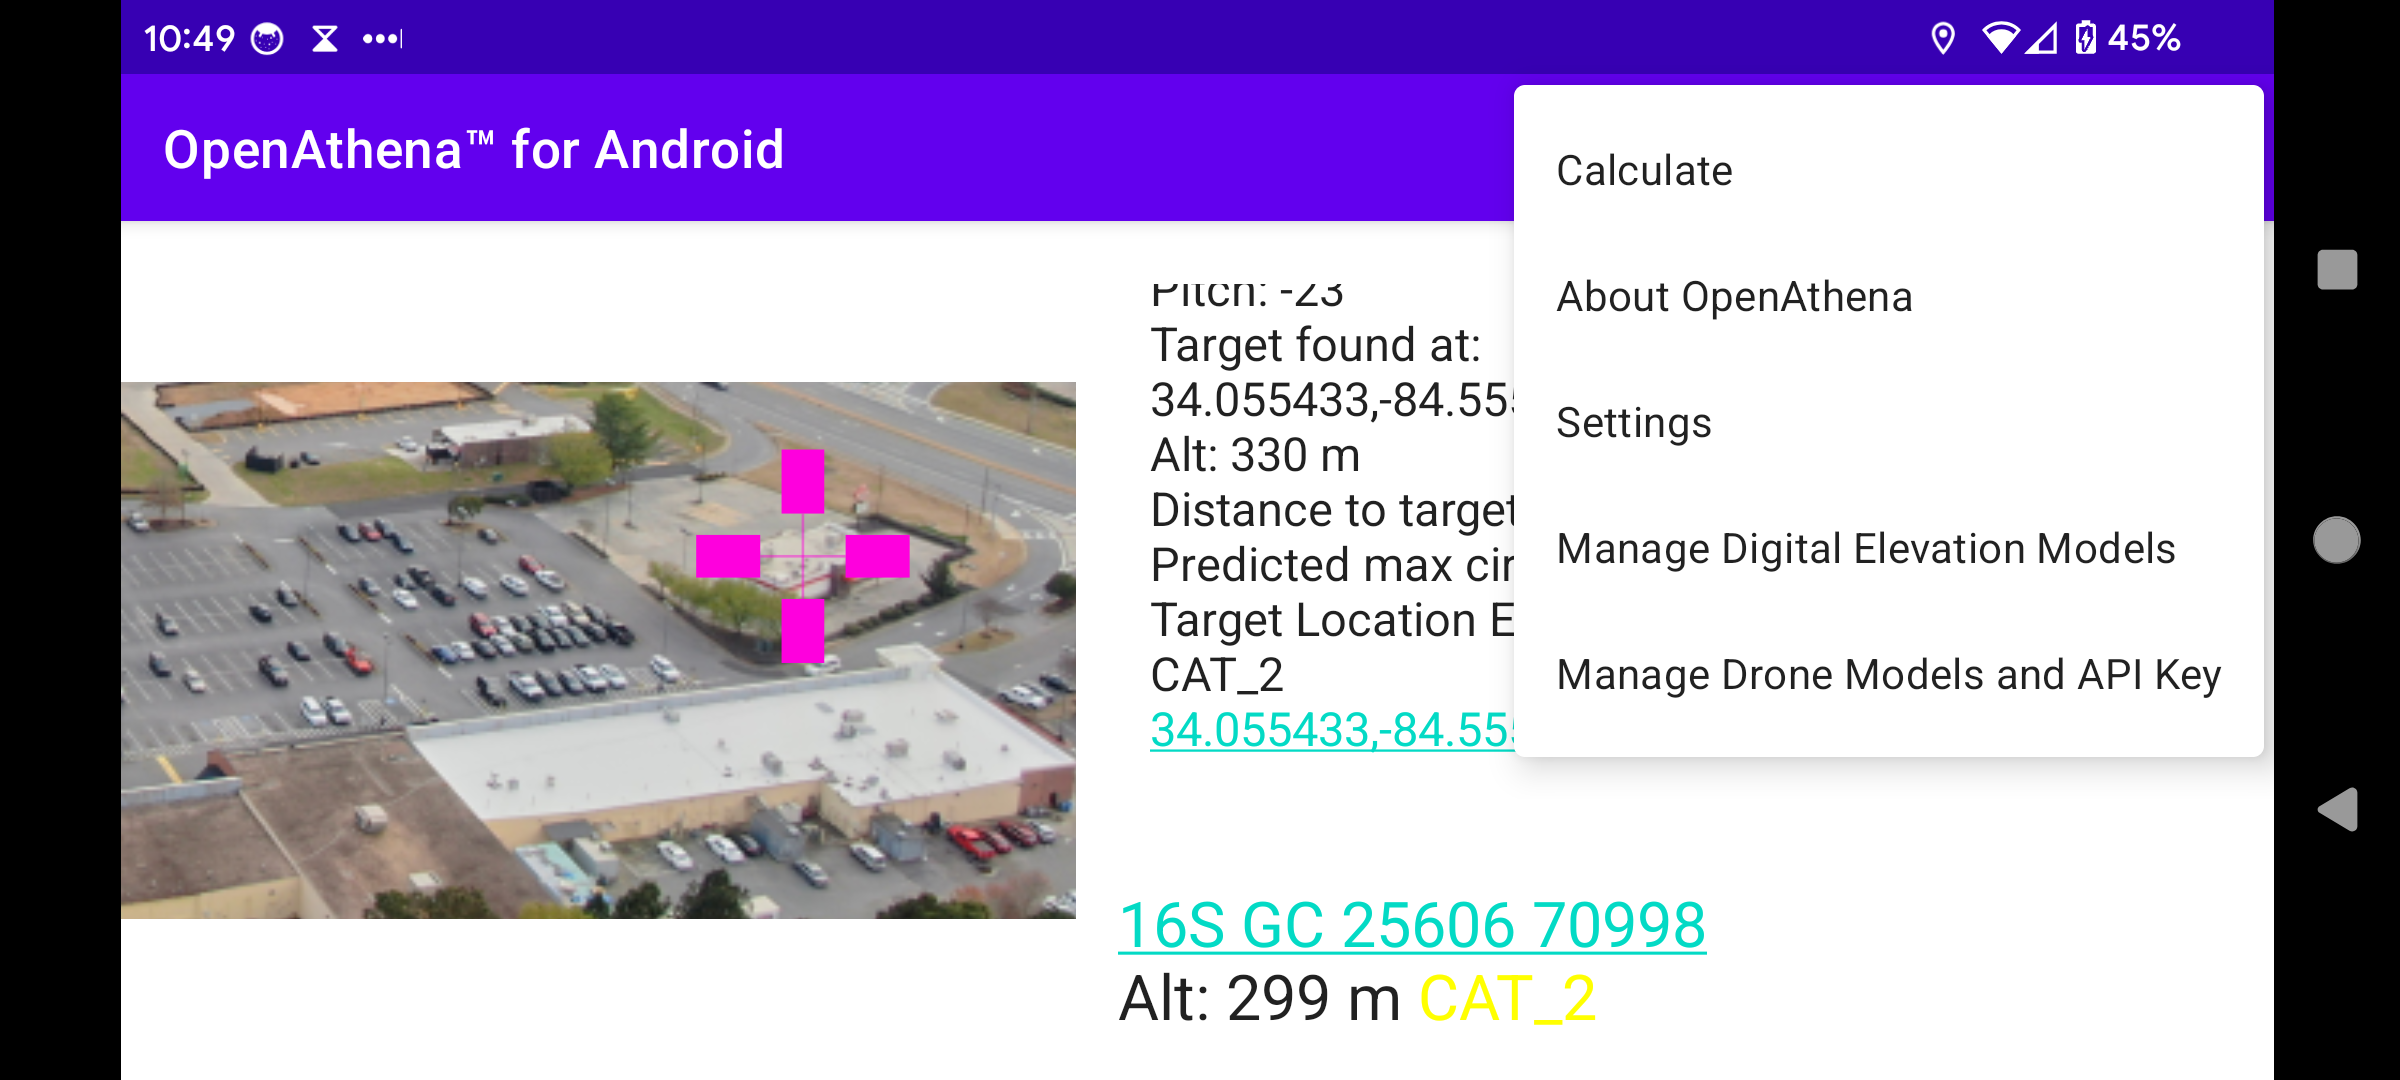 10:49
45%
OpenAthena™ for Android
Calculate
About OpenAthena
Settings
Manage Digital Elevation Models
Manage Drone Models and API Key
Pitch: -23
Target found at:
34.055433,-84.55
Alt: 330 m
Distance to target
Predicted max
Target Location
CAT_2
34.055433,-84.55
16S GC 25606 70998
Alt: 299 m CAT_2